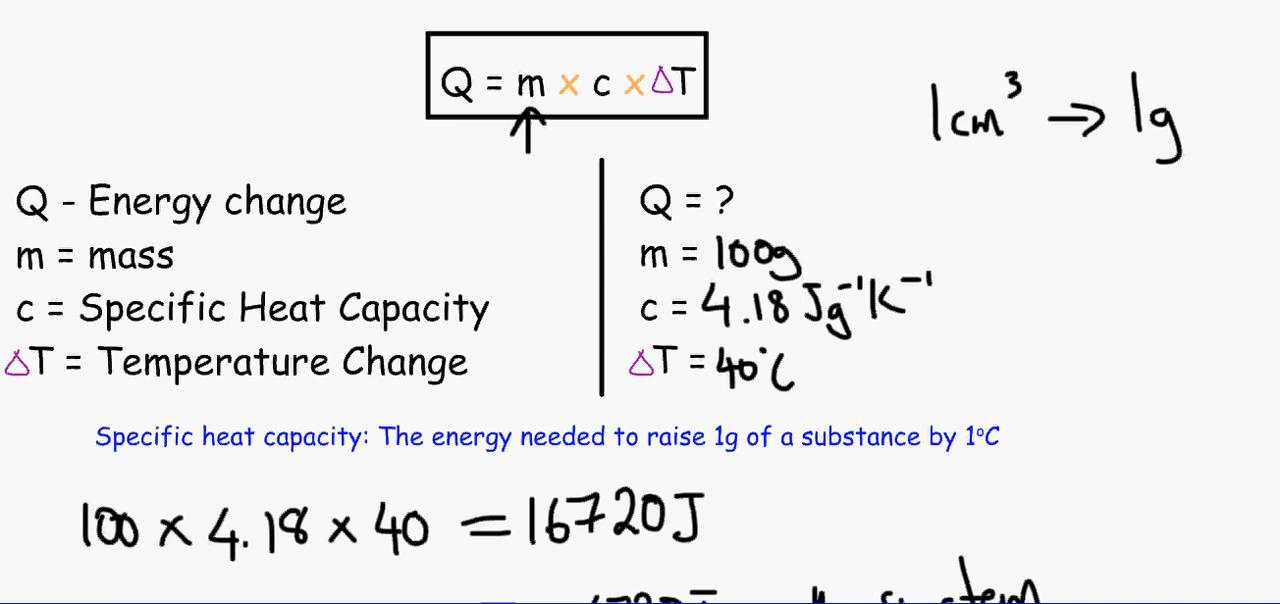 Q = m x c x ΔT
1cm³ → 1g
Q - Energy change
m = mass
c = Specific Heat Capacity
ΔT = Temperature Change
Q = ?
m = 100g
c = 4.18 Jg⁻¹K⁻¹
ΔT = 40°C
Specific heat capacity: The energy needed to raise 1g of a substance by 1°C
100 x 4.18 x 40 = 16720J